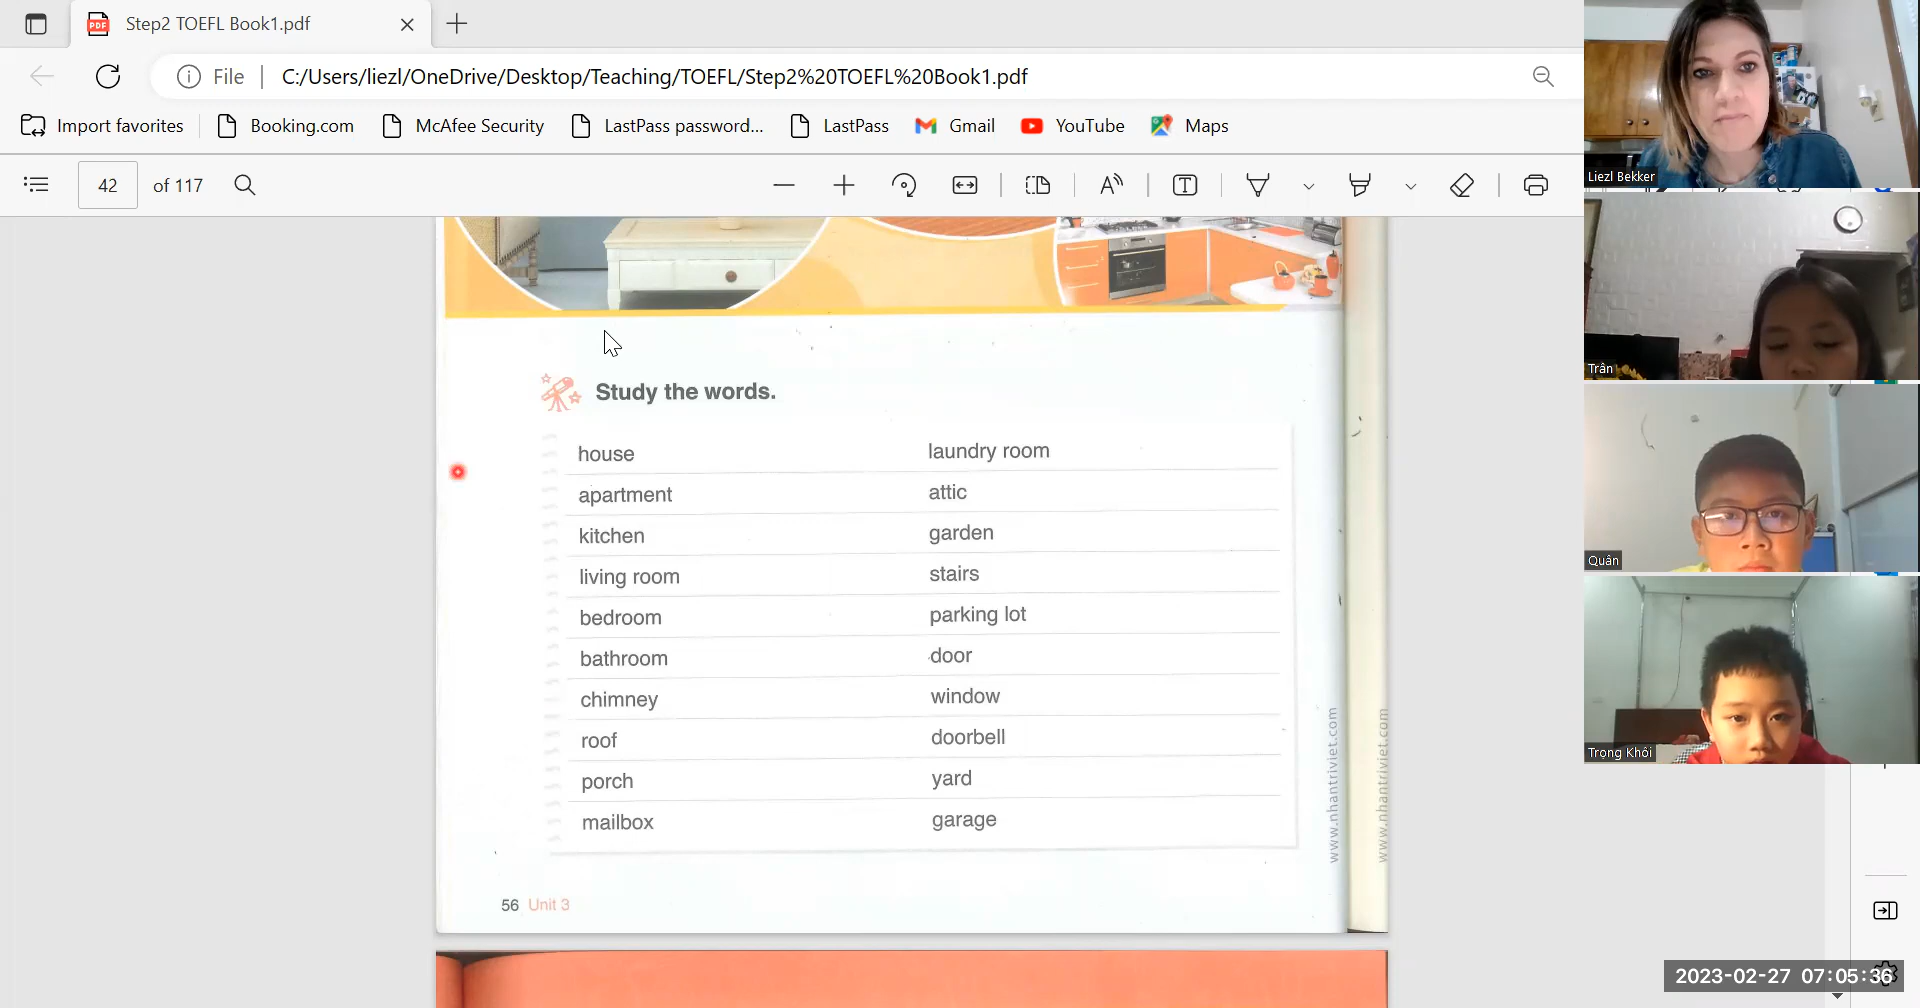 Step2 TOEFL Book1.pdf
File
C:/Users/liezl/OneDrive/Desktop/Teaching/TOEFL/Step2%20TOEFL%20Book1.pdf
Import favorites
Booking.com
McAfee Security
LastPass password...
LastPass
Gmail
YouTube
Maps
42 of 117
Study the words.
house
apartment
kitchen
living room
bedroom
bathroom
chimney
roof
porch
mailbox
laundry room
attic
garden
stairs
parking lot
door
window
doorbell
yard
garage
56 Unit 3
www.nhantriviet.com
www.nhantriviet.com
Liezl Bekker
Trân
Quân
Trọng Khôi
2023-02-27 07:05:36